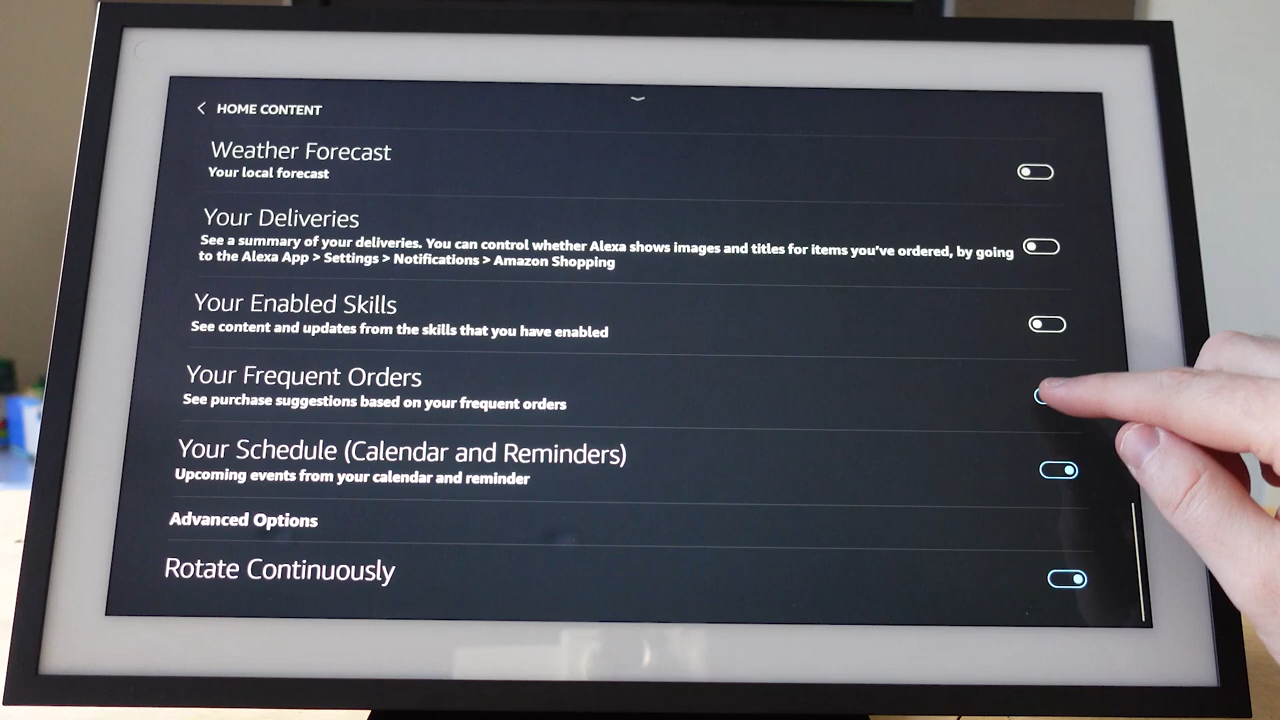 HOME CONTENT
Weather Forecast
Your local forecast
Your Deliveries
See a summary of your deliveries. You can control whether Alexa shows images and titles for items you've ordered, by going
to the Alexa App > Settings > Notifications > Amazon Shopping
Your Enabled Skills
See content and updates from the skills that you have enabled
Your Frequent Orders
See purchase suggestions based on your frequent orders
Your Schedule (Calendar and Reminders)
Upcoming events from your calendar and reminder
Advanced Options
Rotate Continuously